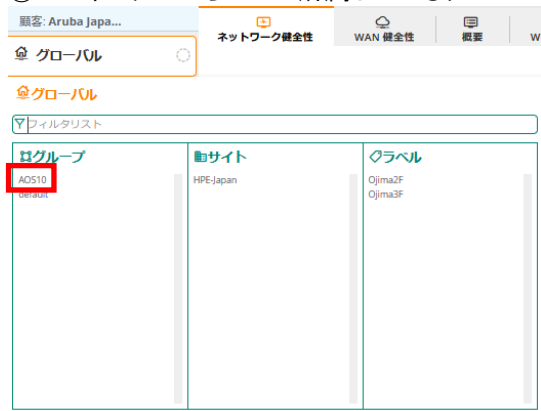 顧客: Aruba Japa...
グローバル
ネットワーク健全性
WAN 健全性
概要
W
グローバル
フィルタリスト
グループ
AOS10
default
サイト
HPE-Japan
ラベル
Ojima2F
Ojima3F